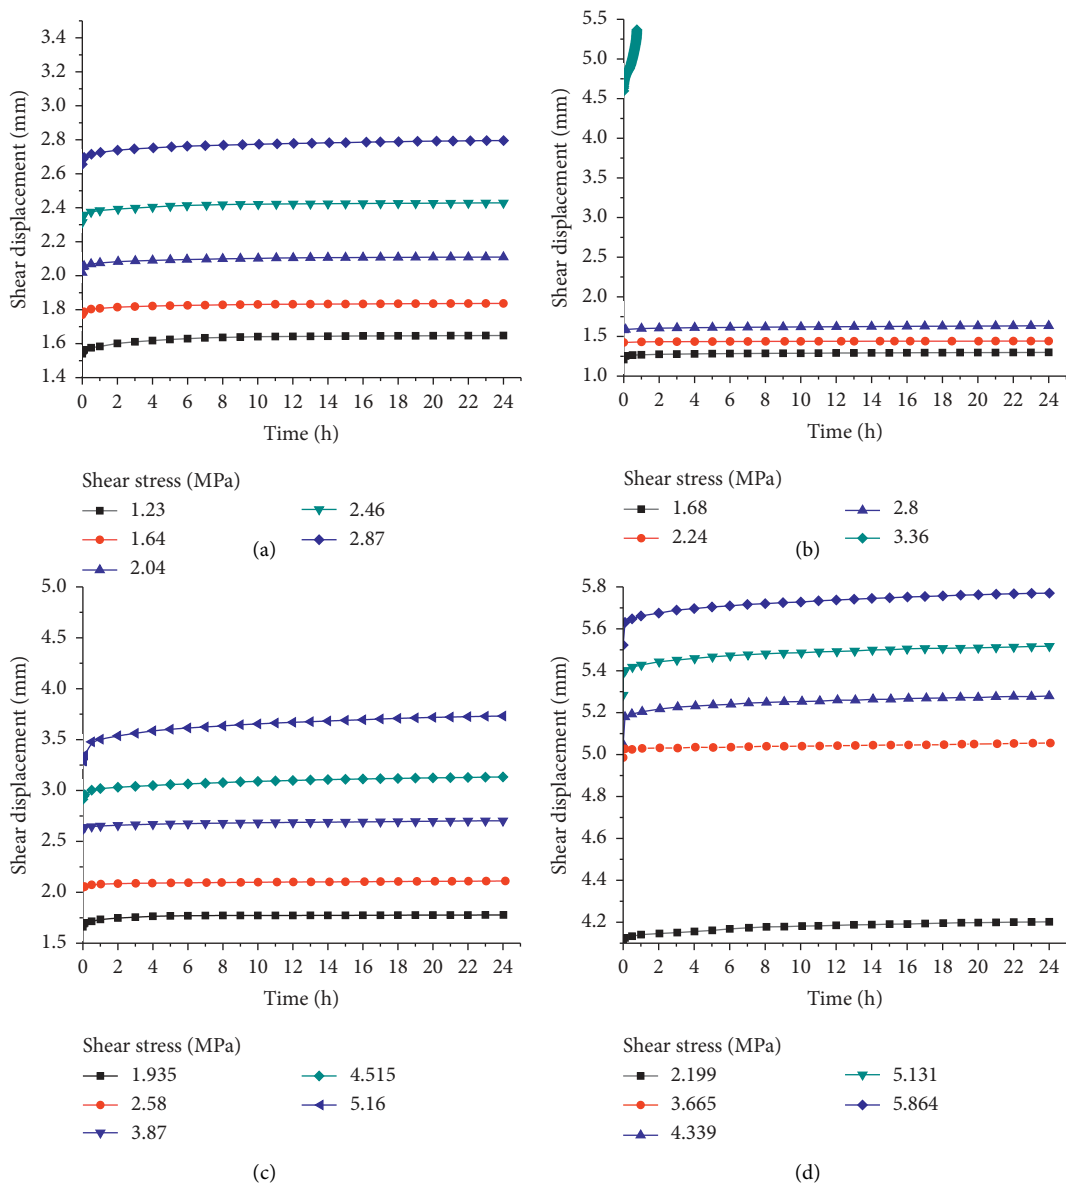 3.4
3.2
3.0
2.8
2.6
2.4
2.2
2.0
1.8
1.6
1.4
Shear displacement (mm)
0 2 4 6 8 10 12 14 16 18 20 22 24
Time (h)
Shear stress (MPa)
1.23
1.64
2.04
2.46
2.87
(a)
5.5
5.0
4.5
4.0
3.5
3.0
2.5
2.0
1.5
1.0
Shear displacement (mm)
0 2 4 6 8 10 12 14 16 18 20 22 24
Time (h)
Shear stress (MPa)
1.68
2.24
2.8
3.36
(b)
5.0
4.5
4.0
3.5
3.0
2.5
2.0
1.5
Shear displacement (mm)
0 2 4 6 8 10 12 14 16 18 20 22 24
Time (h)
Shear stress (MPa)
1.935
2.58
3.87
4.515
5.16
(c)
5.8
5.6
5.4
5.2
5.0
4.8
4.6
4.4
4.2
Shear displacement (mm)
0 2 4 6 8 10 12 14 16 18 20 22 24
Time (h)
Shear stress (MPa)
2.199
3.665
4.339
5.131
5.864
(d)